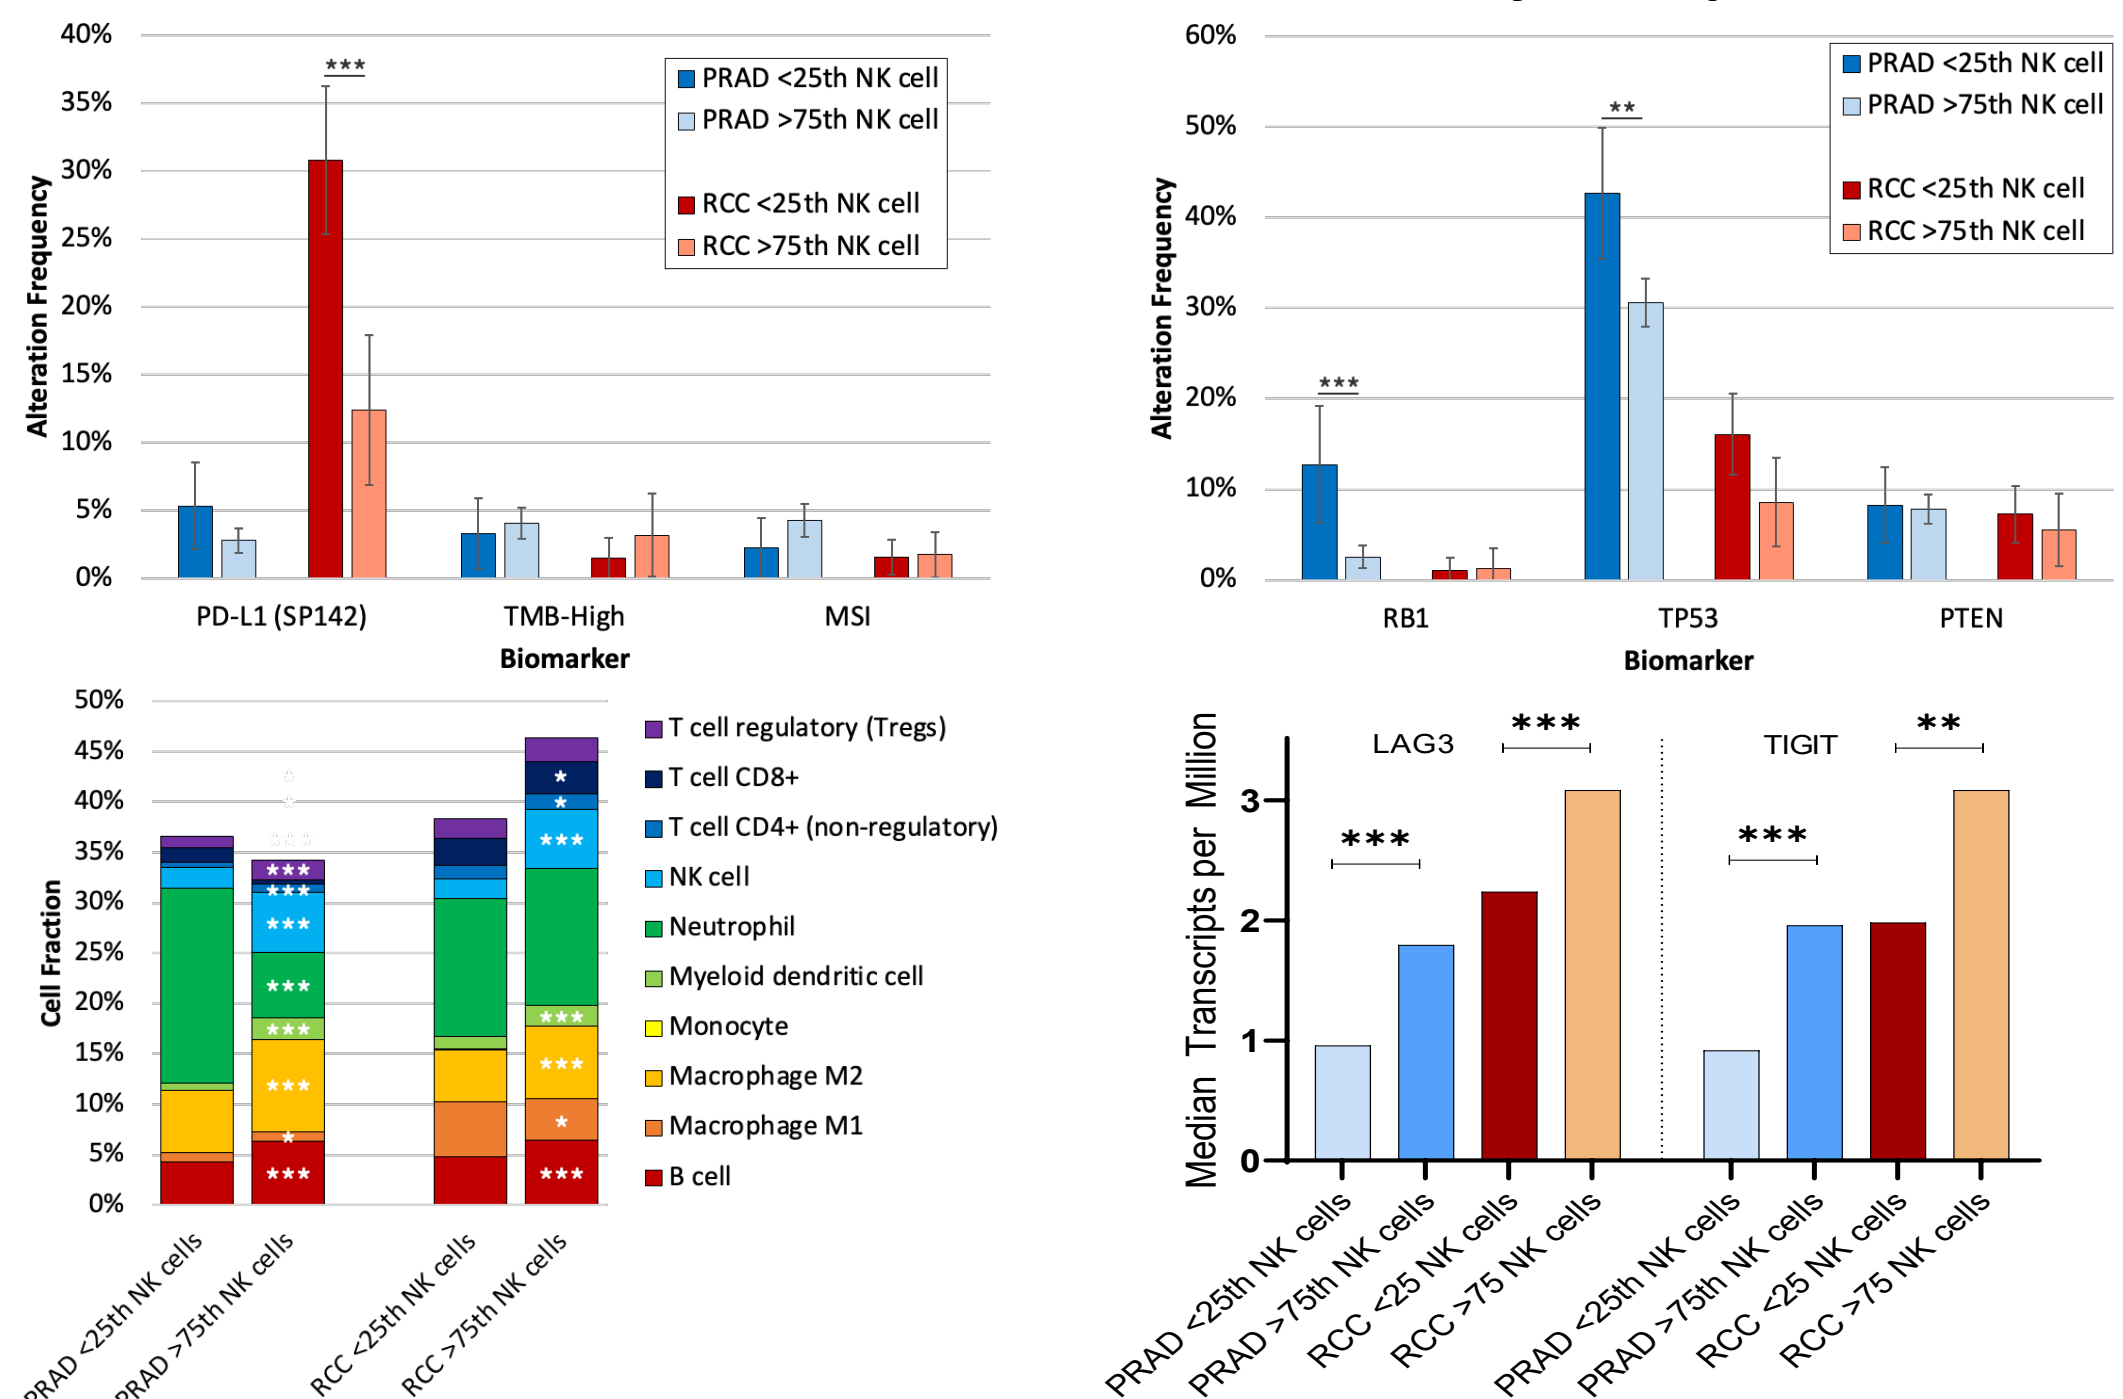 40%
35%
30%
25%
20%
15%
10%
5%
0%
Alteration Frequency
***
PRAD <25th NK cell
PRAD >75th NK cell
RCC <25th NK cell
RCC >75th NK cell
PD-L1 (SP142)
TMB-High
MSI
Biomarker
60%
50%
40%
30%
20%
10%
0%
Alteration Frequency
***
**
PRAD <25th NK cell
PRAD >75th NK cell
RCC <25th NK cell
RCC >75th NK cell
RB1
TP53
PTEN
Biomarker
50%
45%
40%
35%
30%
25%
20%
15%
10%
5%
0%
Cell Fraction
*
*
***
***
***
***
***
***
***
*
***
*
*
***
***
***
*
***
PRAD <25th NK cells
PRAD >75th NK cells
RCC <25th NK cells
RCC >75th NK cells
T cell regulatory (Tregs)
T cell CD8+
T cell CD4+ (non-regulatory)
NK cell
Neutrophil
Myeloid dendritic cell
Monocyte
Macrophage M2
Macrophage M1
B cell
Median Transcripts per Million
3
2
1
0
LAG3
***
***
TIGIT
***
**
PRAD <25th NK cells
PRAD >75th NK cells
RCC <25 NK cells
RCC >75 NK cells
PRAD <25th NK cells
PRAD >75th NK cells
RCC <25 NK cells
RCC >75 NK cells